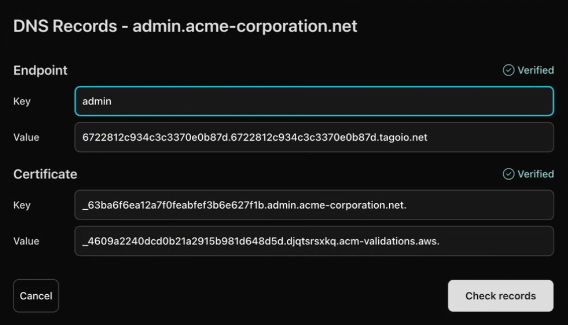 DNS Records - admin.acme-corporation.net
Endpoint Verified
Key admin
Value 6722812c934c3c3370e0b87d.6722812c934c3c3370e0b87d.tagoio.net
Certificate Verified
Key _63ba6f6ea12a7f0feabfef3b6e627f1b.admin.acme-corporation.net.
Value _4609a2240dcd0b21a2915b981d648d5d.djqtsrsxkq.acm-validations.aws.
Cancel Check records